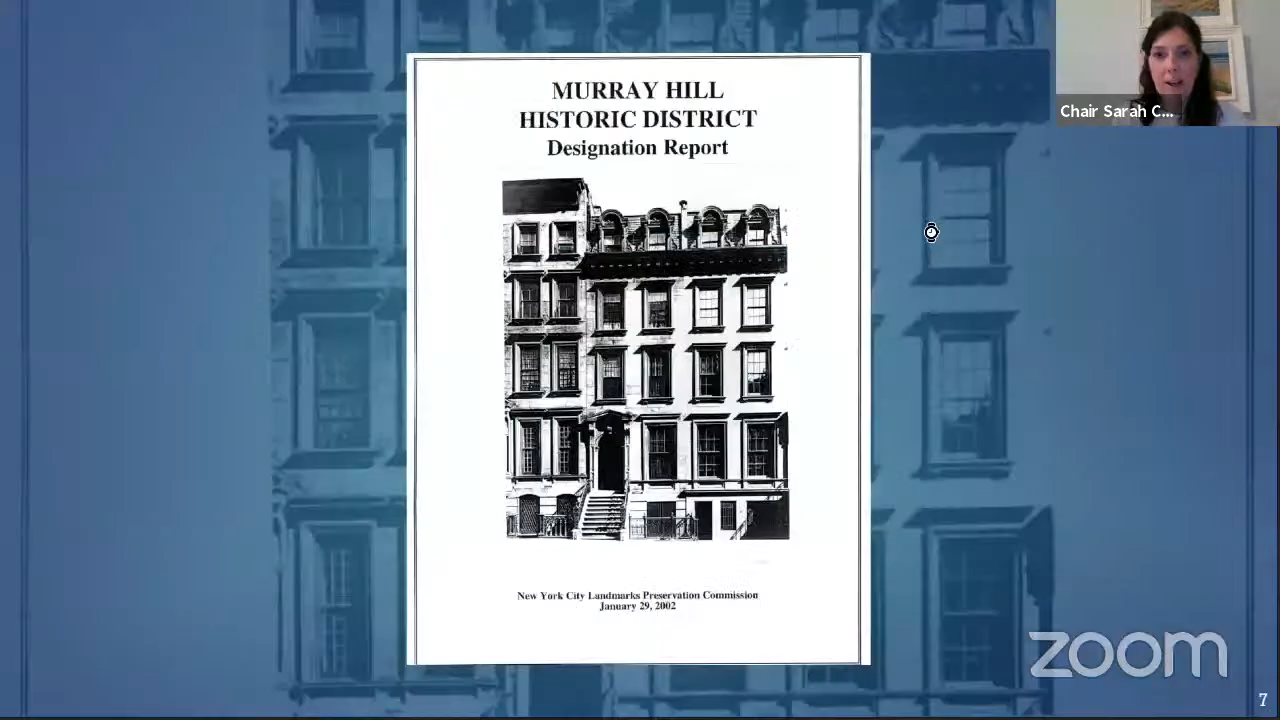 MURRAY HILL
HISTORIC DISTRICT
Designation Report
New York City Landmarks Preservation Commission
January 29, 2002
Chair Sarah C...
zoom
7